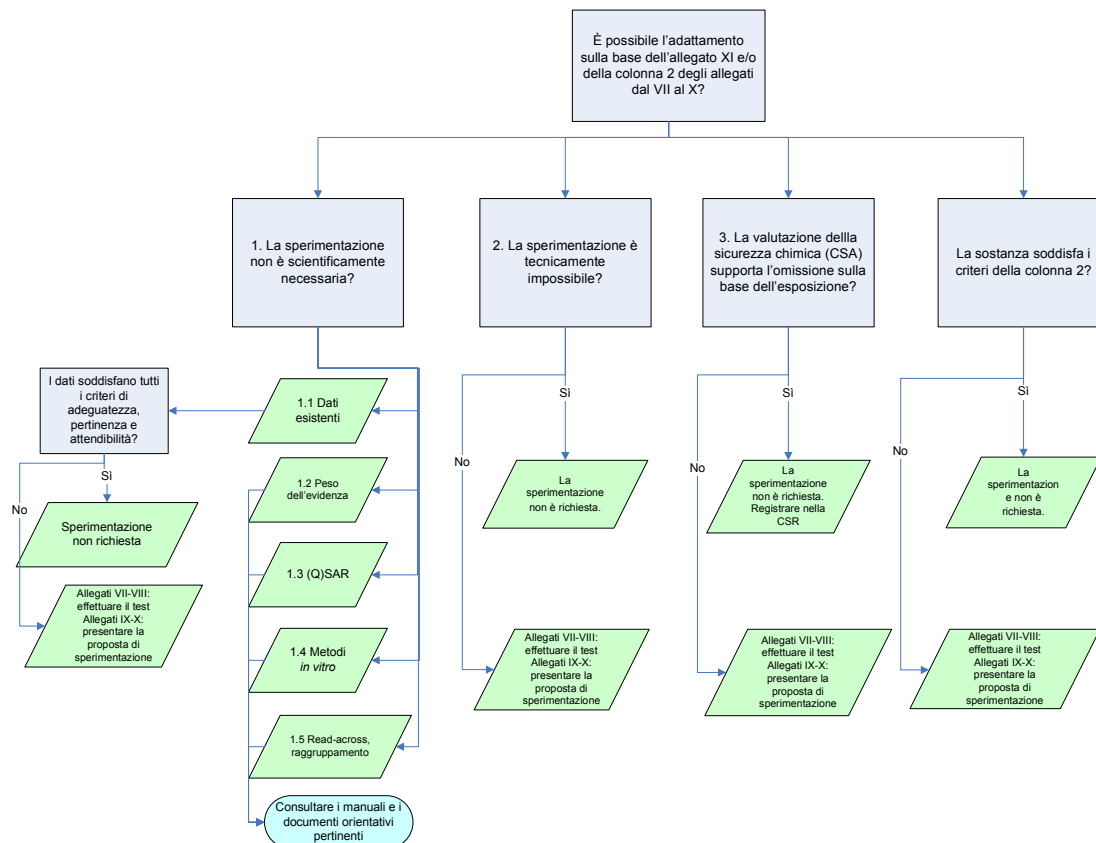 È possibile l'adattamento
sulla base dell'allegato XI e/o
della colonna 2 degli allegati
dal VII al X?
1. La sperimentazione
non è scientificamente
necessaria?
2. La sperimentazione è
tecnicamente
impossibile?
3. La valutazione dellla
sicurezza chimica (CSA)
supporta l'omissione sulla
base dell'esposizione?
La sostanza soddisfa i
criteri della colonna 2?
I dati soddisfano tutti
i criteri di
adeguatezza,
pertinenza e
attendibilità?
1.1 Dati
esistenti
Sì
Sì
Sì
No
No
No
Sì
No
1.2 Peso
dell'evidenza
La
sperimentazione
non è richiesta.
La
sperimentazione
non è richiesta.
Registrare nella
CSR
La
sperimentazion
e non è
richiesta.
Sperimentazione
non richiesta
1.3 (Q)SAR
Allegati VII-VIII:
effettuare il test
Allegati IX-X:
presentare la
proposta di
sperimentazione
1.4 Metodi
in vitro
Allegati VII-VIII:
effettuare il test
Allegati IX-X:
presentare la
proposta di
sperimentazione
Allegati VII-VIII:
effettuare il test
Allegati IX-X:
presentare la
proposta di
sperimentazione
Allegati VII-VIII:
effettuare il test
Allegati IX-X:
presentare la
proposta di
sperimentazione
1.5 Read-across,
raggruppamento
Consultare i manuali e i
documenti orientativi
pertinenti